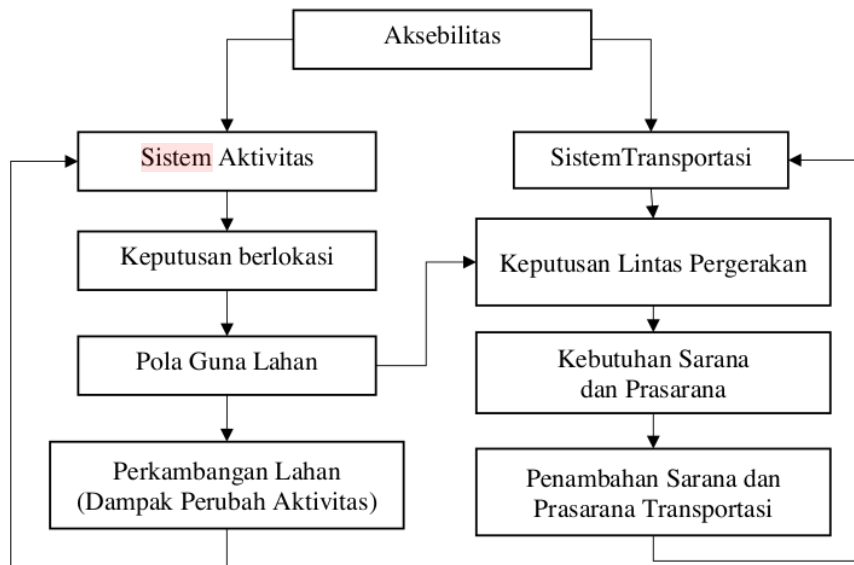 Aksebilitas
Sistem Aktivitas
SistemTransportasi
Keputusan berlokasi
Keputusan Lintas Pergerakan
Pola Guna Lahan
Kebutuhan Sarana
dan Prasarana
Perkambangan Lahan
(Dampak Perubah Aktivitas)
Penambahan Sarana dan
Prasarana Transportasi